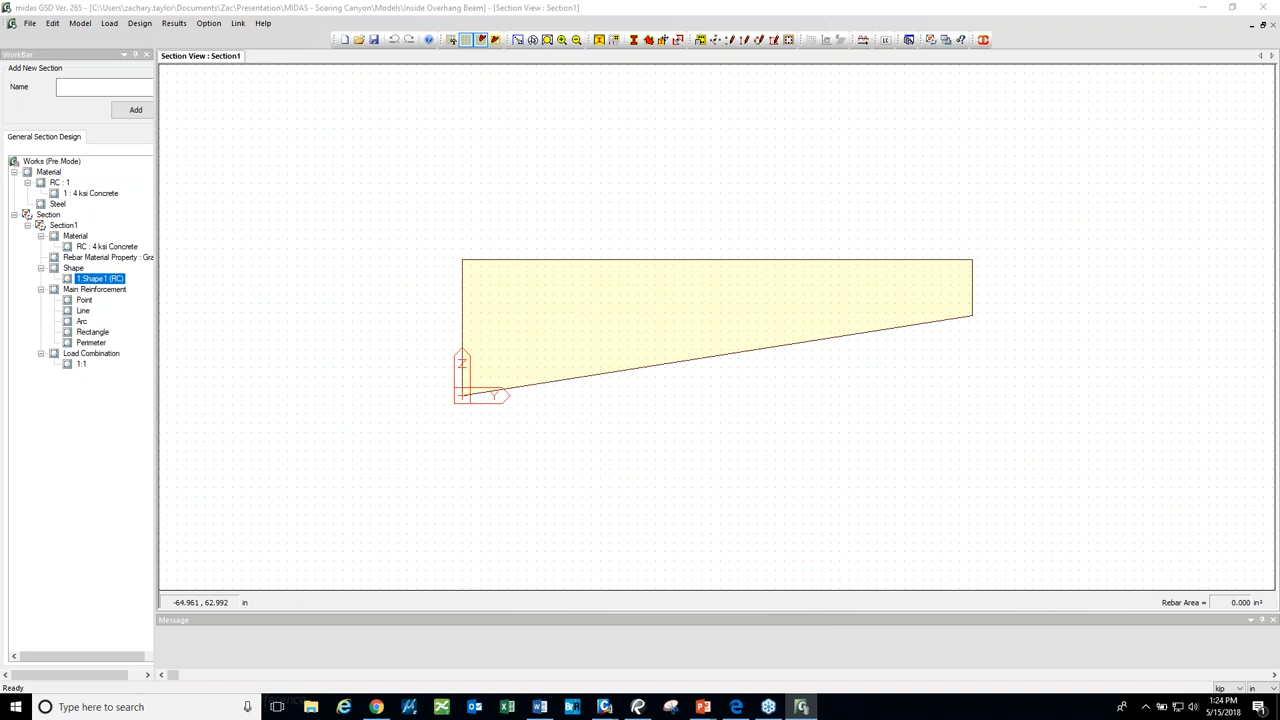 midas GSD Ver. 265 - [C:\Users\zachary.taylor\Documents\Zac\Presentation\MIDAS - Soaring Canyon\Models\Inside Overhang Beam] - [Section View : Section1]
File Edit Model Load Design Results Option Link Help
WorkBar
Section View : Section1
Add New Section
Name
Add
General Section Design
Works (Pre.Mode)
Material
RC : 1
1 : 4 ksi Concrete
Steel
Section
Section1
Material
RC : 4 ksi Concrete
Rebar Material Property : Gra
Shape
1:Shape1 (RC)
Main Reinforcement
Point
Line
Arc
Rectangle
Perimeter
Load Combination
1:1
Z
Y
-64.961 , 62.992 in
Rebar Area = 0.000 in²
Message
Ready
kip in
Type here to search
1:24 PM
5/15/2018